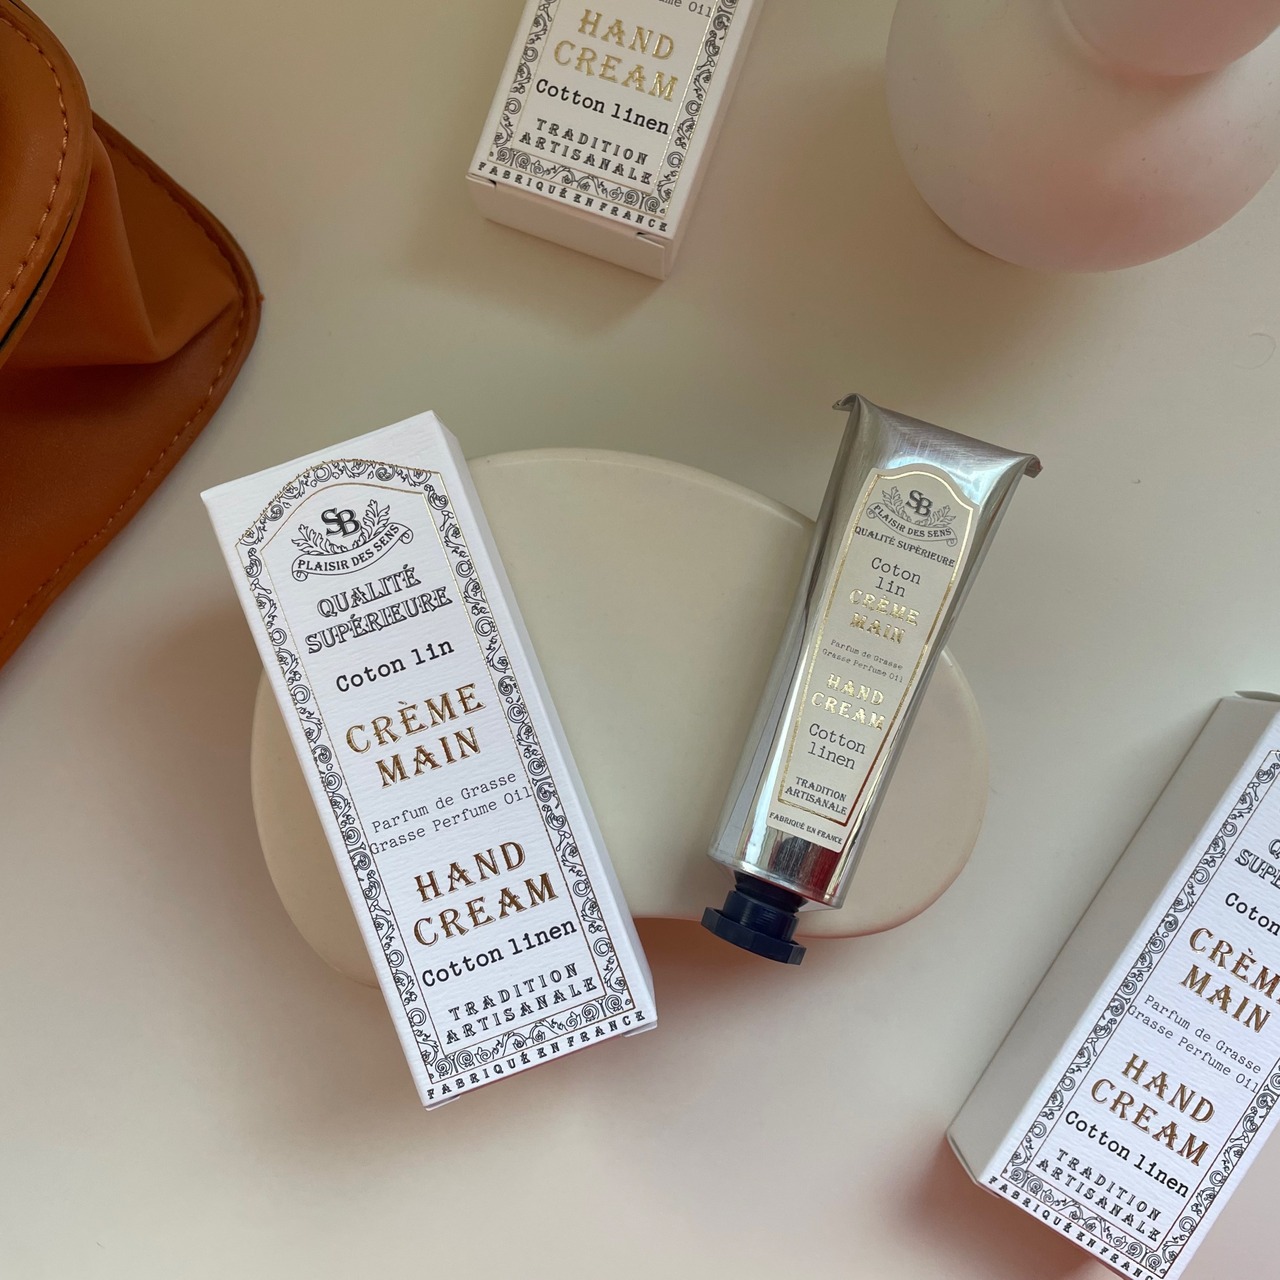 Perfume Oil
HAND
CREAM
Cotton linen
TRADITION
ARTISANALE
FABRIQUÉ EN FRANCE
SB
PLAISIR DES SENS
QUALITÉ
SUPÉRIEURE
Coton lin
CRÈME
MAIN
Parfum de Grasse
Grasse Perfume Oil
HAND
CREAM
Cotton linen
TRADITION
ARTISANALE
FABRIQUÉ EN FRANCE
SB
PLAISIR DES SENS
QUALITÉ SUPÉRIEURE
Coton
lin
CRÈME
MAIN
Parfum de Grasse
Grasse Perfume Oil
HAND
CREAM
Cotton
linen
TRADITION
ARTISANALE
FABRIQUÉ EN FRANCE
Coton
CRÈME
MAIN
Parfum de Grasse
Grasse Perfume Oil
HAND
CREAM
Cotton linen
TRADITION
ARTISANALE
FABRIQUÉ EN FRANC